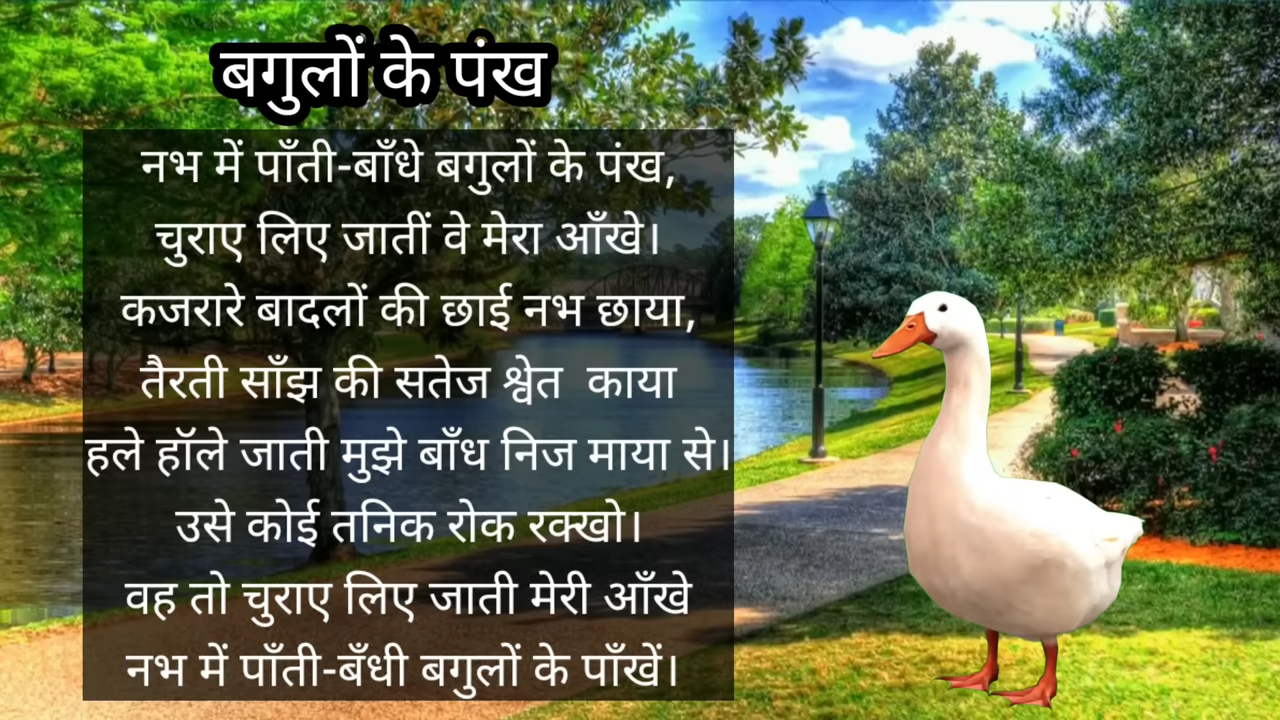 बगुलों के पंख
नभ में पाँती-बाँधे बगुलों के पंख,
चुराए लिए जातीं वे मेरा आँखे।
कजरारे बादलों की छाई नभ छाया,
तैरती साँझ की सतेज श्वेत  काया
हले हॉले जाती मुझे बाँध निज माया से।
उसे कोई तनिक रोक रक्खो।
वह तो चुराए लिए जाती मेरी आँखे
नभ में पाँती-बँधी बगुलों के पाँखें।